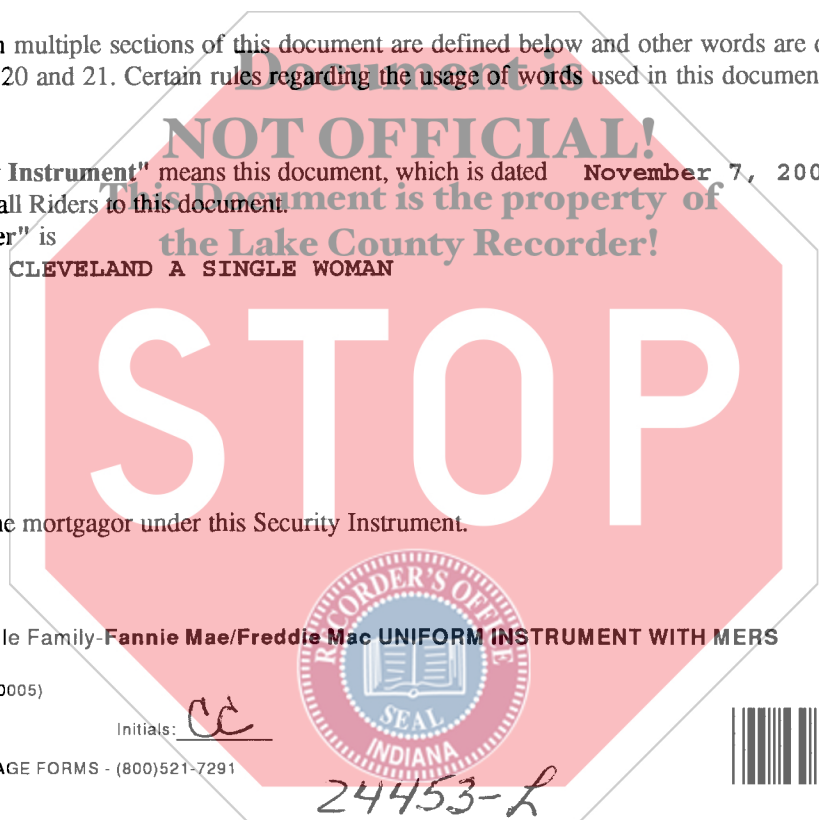 multiple sections of this document are defined below and other words are
20 and 21. Certain rules regarding the usage of words used in this documen
Document is
NOT OFFICIAL!
This Document is the property of
the Lake County Recorder!
Instrument" means this document, which is dated November 7, 200
all Riders to this document.
er" is
CLEVELAND A SINGLE WOMAN
STOP
e mortgagor under this Security Instrument.
RECORDER'S OFFICE
SEAL
INDIANA
le Family-Fannie Mae/Freddie Mac UNIFORM INSTRUMENT WITH MERS
0005)
Initials: CC
AGE FORMS - (800)521-7291
24453-L